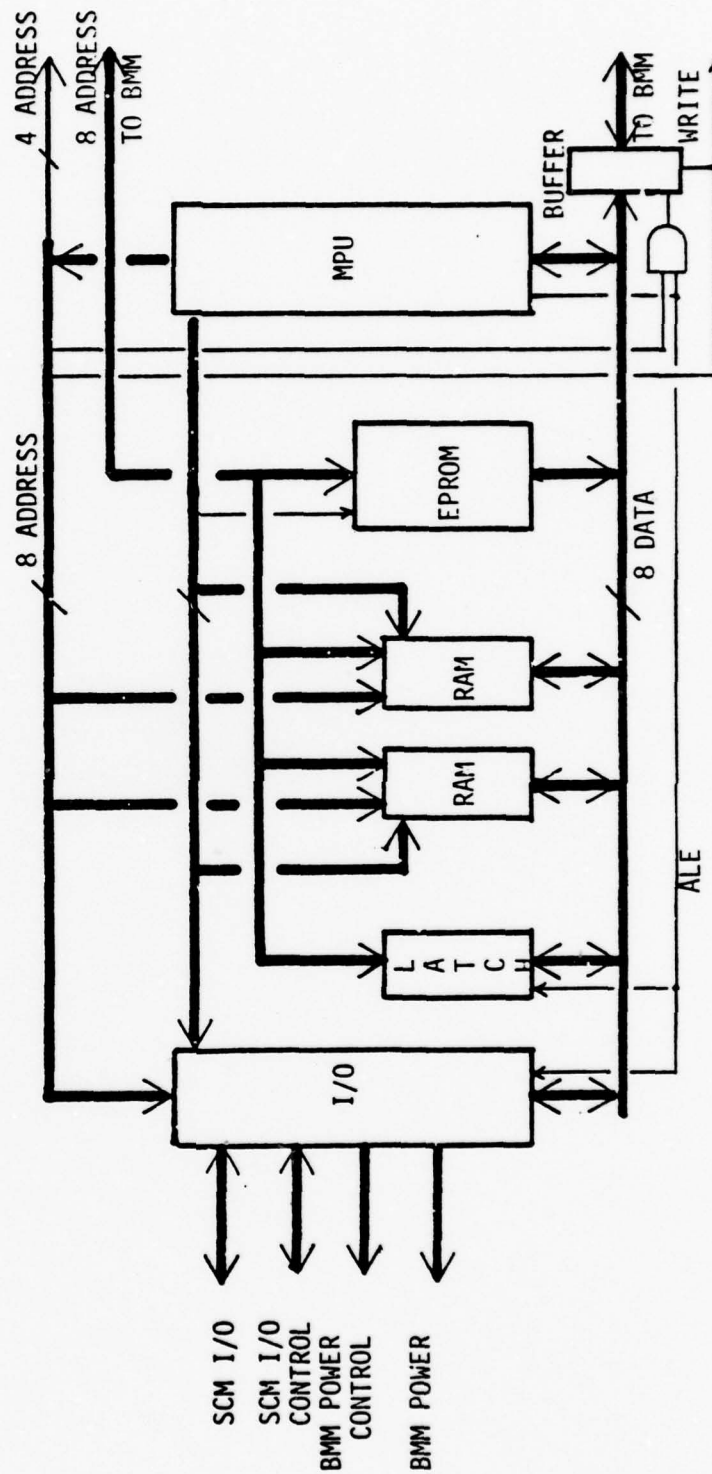 4 ADDRESS
8 ADDRESS
TO BMM
8 ADDRESS
MPU
BUFFER
TO BMM
WRITE
EPROM
RAM
RAM
L
A
T
C
H
I/O
8 DATA
ALE
SCM I/O
SCM I/O
CONTROL
BMM POWER
CONTROL
BMM POWER